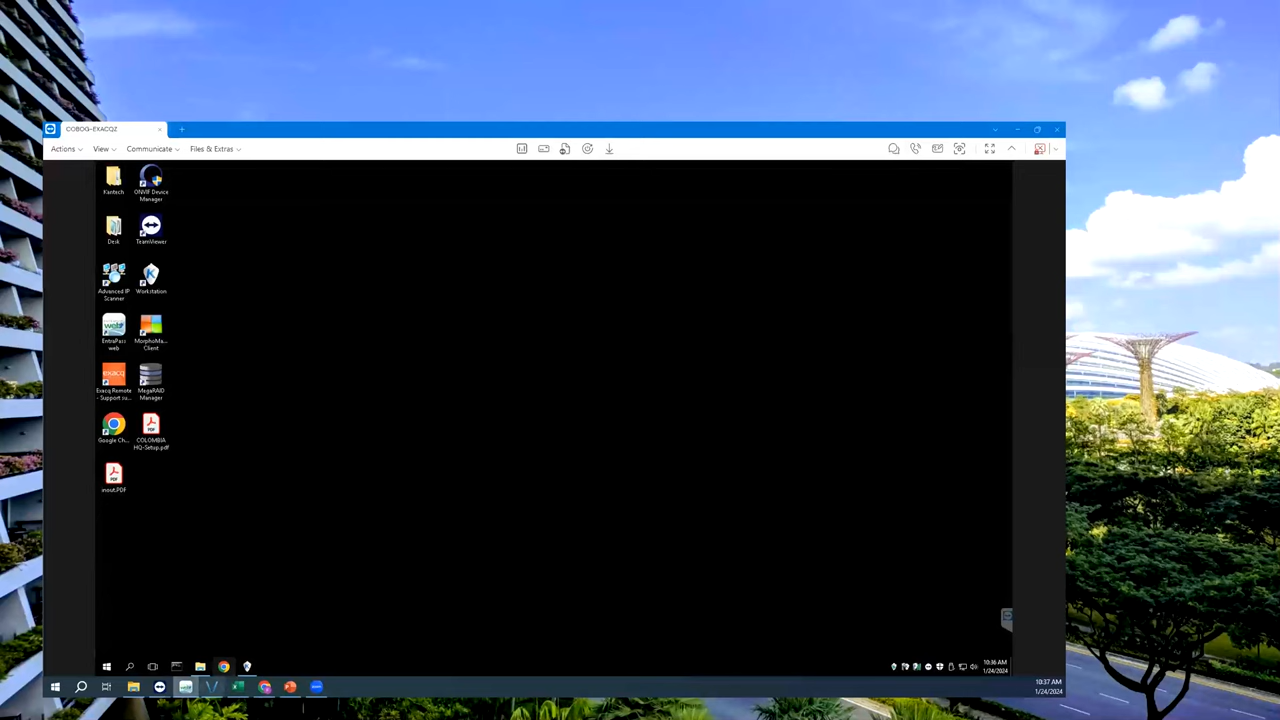 COBOG-EXACQZ
Actions
View
Communicate
Files & Extras
Kantech
ONVIF Device
Manager
Desk
TeamViewer
Advanced IP
Scanner
Workstation
EntraPass
web
MorphoMa...
Client
Exacq Remote
- Support su...
MegaRAID
Manager
Google Ch...
COLOMBIA
HQ-Setup.pdf
inout.PDF
10:36 AM
1/24/2024
10:37 AM
1/24/2024